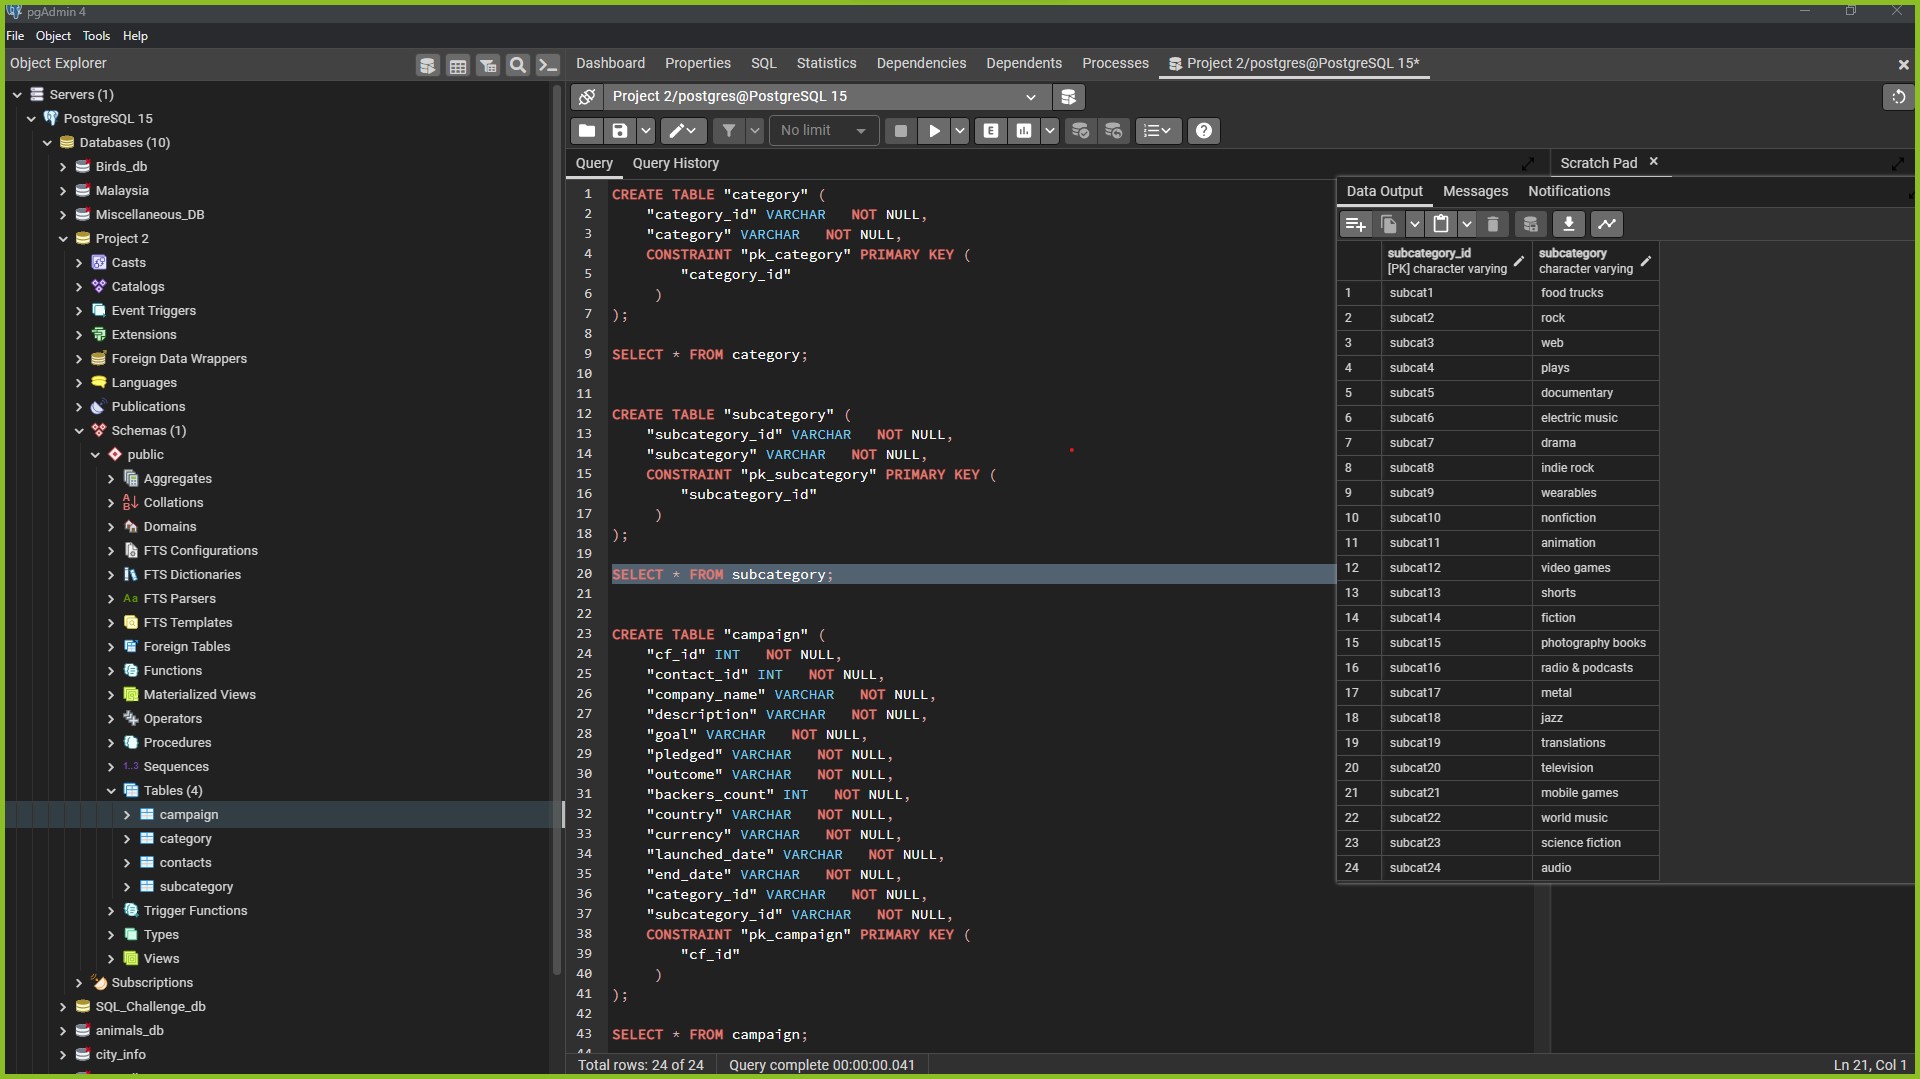 pgAdmin 4
File Object Tools Help
Object Explorer
Dashboard Properties SQL Statistics Dependencies Dependents Processes Project 2/postgres@PostgreSQL 15*
Servers (1)
PostgreSQL 15
Databases (10)
Birds_db
Malaysia
Miscellaneous_DB
Project 2
Casts
Catalogs
Event Triggers
Extensions
Foreign Data Wrappers
Languages
Publications
Schemas (1)
public
Aggregates
Collations
Domains
FTS Configurations
FTS Dictionaries
Aa FTS Parsers
FTS Templates
Foreign Tables
Functions
Materialized Views
Operators
Procedures
1..3 Sequences
Tables (4)
campaign
category
contacts
subcategory
Trigger Functions
Types
Views
Subscriptions
SQL_Challenge_db
animals_db
city_info
Project 2/postgres@PostgreSQL 15
No limit
Query Query History
Scratch Pad
1 CREATE TABLE "category" (
2 "category_id" VARCHAR NOT NULL,
3 "category" VARCHAR NOT NULL,
4 CONSTRAINT "pk_category" PRIMARY KEY (
5 "category_id"
6 )
7 );
8
9 SELECT * FROM category;
10
11
12 CREATE TABLE "subcategory" (
13 "subcategory_id" VARCHAR NOT NULL,
14 "subcategory" VARCHAR NOT NULL,
15 CONSTRAINT "pk_subcategory" PRIMARY KEY (
16 "subcategory_id"
17 )
18 );
19
20 SELECT * FROM subcategory;
21
22
23 CREATE TABLE "campaign" (
24 "cf_id" INT NOT NULL,
25 "contact_id" INT NOT NULL,
26 "company_name" VARCHAR NOT NULL,
27 "description" VARCHAR NOT NULL,
28 "goal" VARCHAR NOT NULL,
29 "pledged" VARCHAR NOT NULL,
30 "outcome" VARCHAR NOT NULL,
31 "backers_count" INT NOT NULL,
32 "country" VARCHAR NOT NULL,
33 "currency" VARCHAR NOT NULL,
34 "launched_date" VARCHAR NOT NULL,
35 "end_date" VARCHAR NOT NULL,
36 "category_id" VARCHAR NOT NULL,
37 "subcategory_id" VARCHAR NOT NULL,
38 CONSTRAINT "pk_campaign" PRIMARY KEY (
39 "cf_id"
40 )
41 );
42
43 SELECT * FROM campaign;
Data Output Messages Notifications
subcategory_id subcategory
[PK] character varying character varying
1 subcat1 food trucks
2 subcat2 rock
3 subcat3 web
4 subcat4 plays
5 subcat5 documentary
6 subcat6 electric music
7 subcat7 drama
8 subcat8 indie rock
9 subcat9 wearables
10 subcat10 nonfiction
11 subcat11 animation
12 subcat12 video games
13 subcat13 shorts
14 subcat14 fiction
15 subcat15 photography books
16 subcat16 radio & podcasts
17 subcat17 metal
18 subcat18 jazz
19 subcat19 translations
20 subcat20 television
21 subcat21 mobile games
22 subcat22 world music
23 subcat23 science fiction
24 subcat24 audio
Total rows: 24 of 24 Query complete 00:00:00.041
Ln 21, Col 1